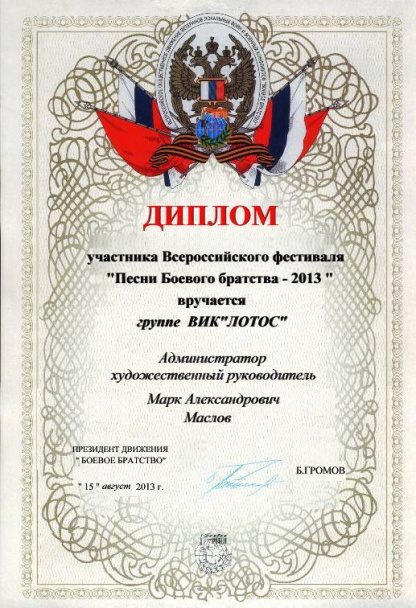 ДИПЛОМ
участника Всероссийского фестиваля
"Песни Боевого братства - 2013 "
вручается
группе ВИК"ЛОТОС"
Администратор
художественный руководитель
Марк Александрович
Маслов
ПРЕЗИДЕНТ ДВИЖЕНИЯ
" БОЕВОЕ БРАТСТВО"
Б.ГРОМОВ
" 15 " август 2013 г.